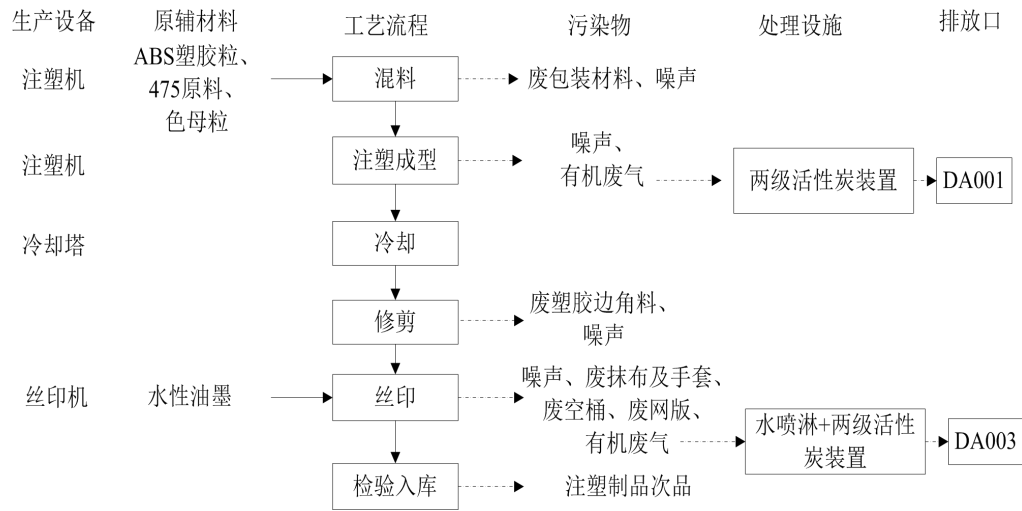 生产设备 原辅材料 工艺流程 污染物 处理设施 排放口
注塑机
ABS塑胶粒、
475原料、
色母粒
混料
废包装材料、噪声
注塑机
注塑成型
噪声、
有机废气
两级活性炭装置
DA001
冷却塔
冷却
修剪
废塑胶边角料、
噪声
丝印机
水性油墨
丝印
噪声、废抹布及手套、
废空桶、废网版、
有机废气
水喷淋+两级活性
炭装置
DA003
检验入库
注塑制品次品